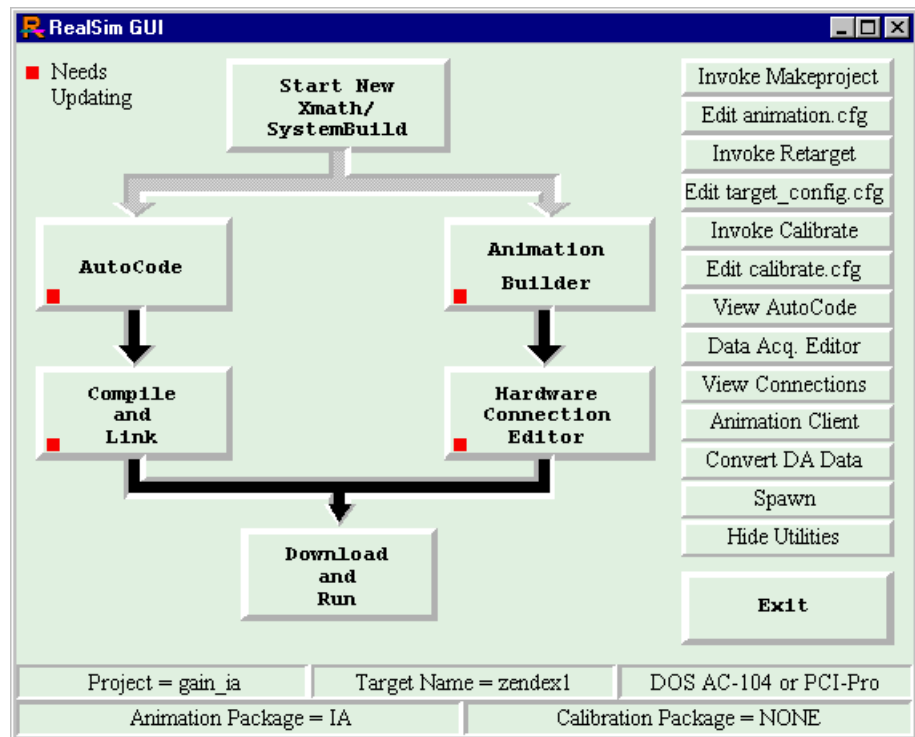 RealSim GUI
Needs
Updating
Start New
Xmath/
SystemBuild
AutoCode
Animation
Builder
Compile
and
Link
Hardware
Connection
Editor
Download
and
Run
Invoke Makeproject
Edit animation.cfg
Invoke Retarget
Edit target_config.cfg
Invoke Calibrate
Edit calibrate.cfg
View AutoCode
Data Acq. Editor
View Connections
Animation Client
Convert DA Data
Spawn
Hide Utilities
Exit
Project = gain_ia
Target Name = zendex1
DOS AC-104 or PCI-Pro
Animation Package = IA
Calibration Package = NONE